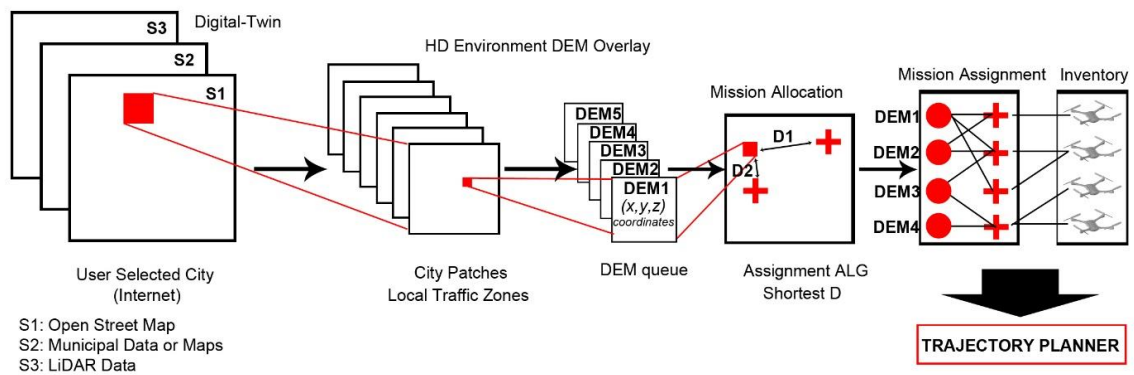 Digital-Twin
S3
S2
S1
User Selected City
(Internet)
S1: Open Street Map
S2: Municipal Data or Maps
S3: LiDAR Data
HD Environment DEM Overlay
City Patches
Local Traffic Zones
DEM5
DEM4
DEM3
DEM2
DEM1
(x,y,z)
coordinates
DEM queue
Mission Allocation
D1
D2
Assignment ALG
Shortest D
Mission Assignment
Inventory
DEM1
DEM2
DEM3
DEM4
TRAJECTORY PLANNER